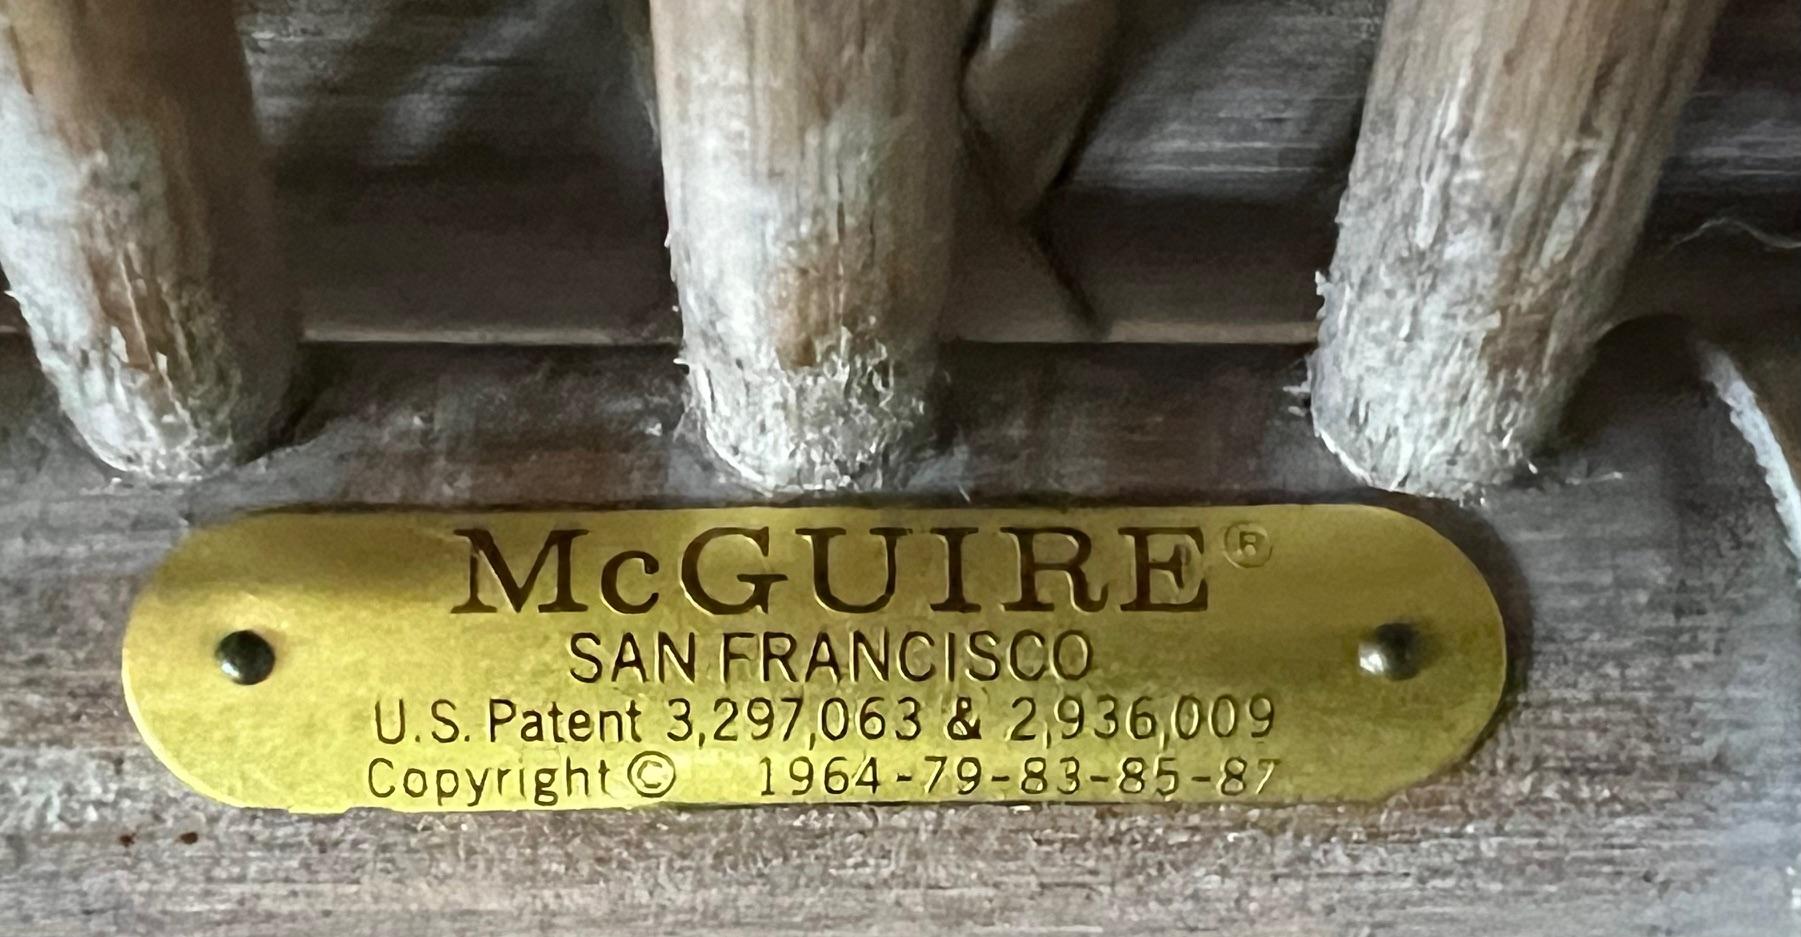 McGUIRE®
SAN FRANCISCO
U.S. Patent 3,297,063 & 2,936,009
Copyright © 1964-79-83-85-87